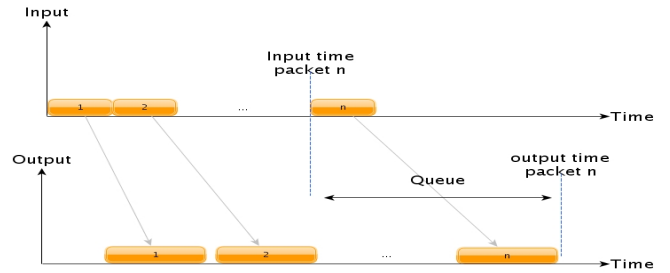 Input
Input time
packet n
1 2 ... n
Time
Output
output time
packet n
Queue
1 2 ... n
Time